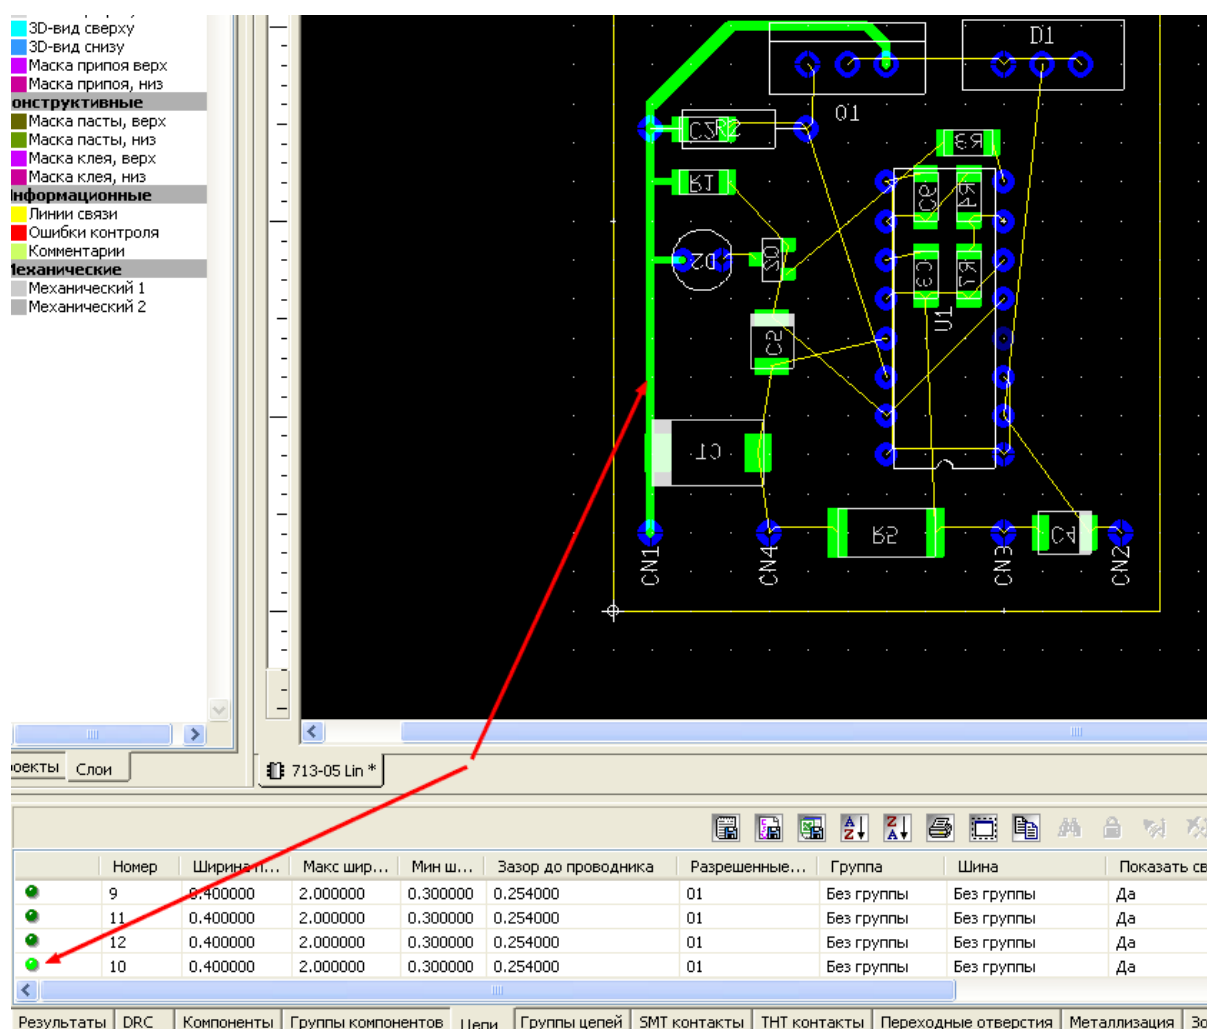 3D-вид сверху
3D-вид снизу
Маска припоя верх
Маска припоя, низ
онструктивные
Маска пасты, верх
Маска пасты, низ
Маска клея, верх
Маска клея, низ
нформационные
Линии связи
Ошибки контроля
Комментарии
еханические
Механический 1
Механический 2
D1
Q1
C2
R2
R3
R1
C6
R4
D2
Q2
C3
R7
U1
C5
C1
R5
C4
CN1
CN4
CN3
CN2
оекты Слои
713-05 Lin *
Номер Ширина п... Макс шир... Мин ш... Зазор до проводника Разрешенные... Группа Шина Показать св
9 0.400000 2.000000 0.300000 0.254000 01 Без группы Без группы Да
11 0.400000 2.000000 0.300000 0.254000 01 Без группы Без группы Да
12 0.400000 2.000000 0.300000 0.254000 01 Без группы Без группы Да
10 0.400000 2.000000 0.300000 0.254000 01 Без группы Без группы Да
Результаты DRC Компоненты Группы компонентов Цепи Группы цепей SMT контакты THT контакты Переходные отверстия Металлизация Зо